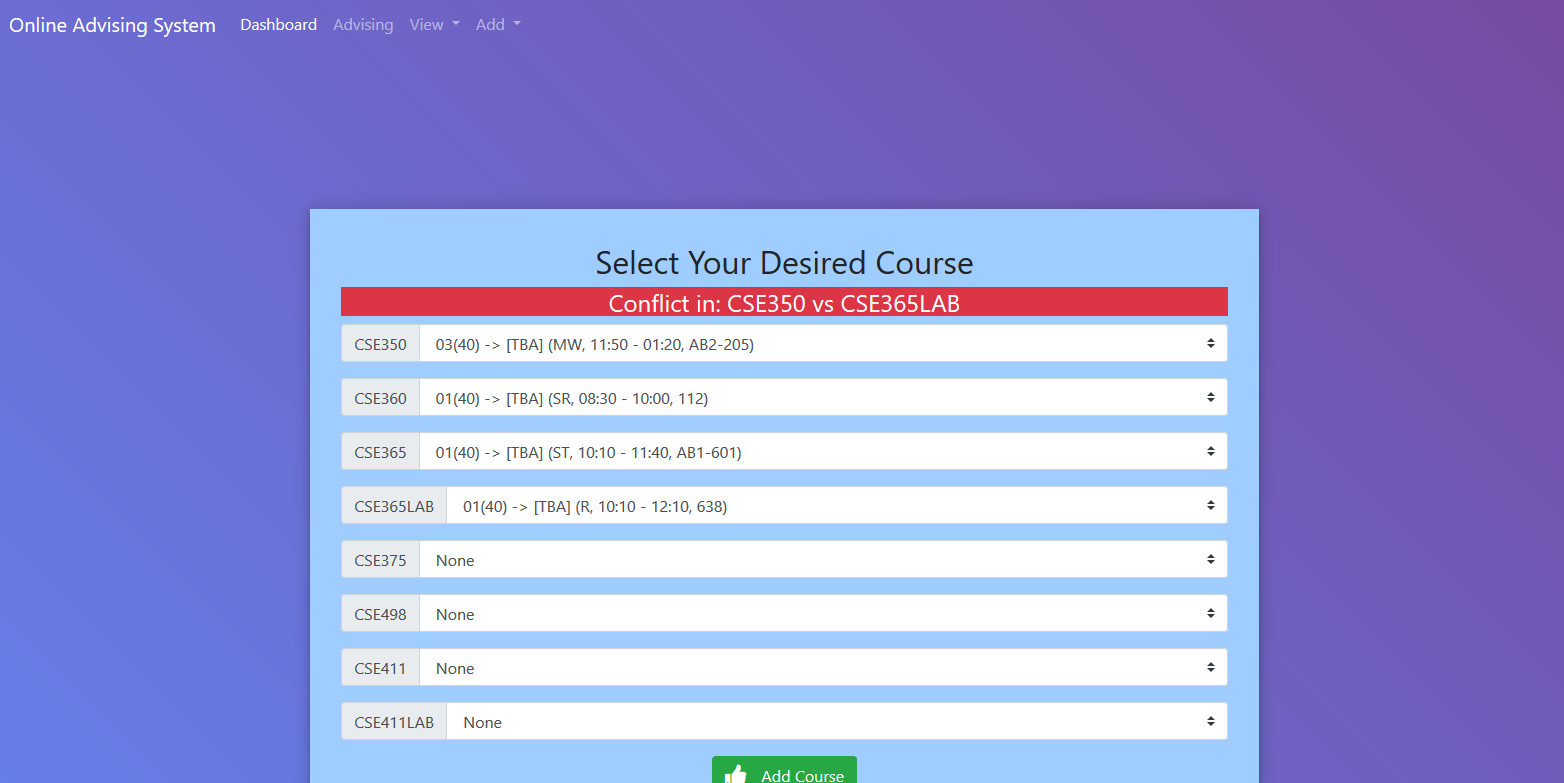 Online Advising System Dashboard Advising View Add
Select Your Desired Course
Conflict in: CSE350 vs CSE365LAB
CSE350 03(40) -> [TBA] (MW, 11:50 - 01:20, AB2-205)
CSE360 01(40) -> [TBA] (SR, 08:30 - 10:00, 112)
CSE365 01(40) -> [TBA] (ST, 10:10 - 11:40, AB1-601)
CSE365LAB 01(40) -> [TBA] (R, 10:10 - 12:10, 638)
CSE375 None
CSE498 None
CSE411 None
CSE411LAB None
Add Course